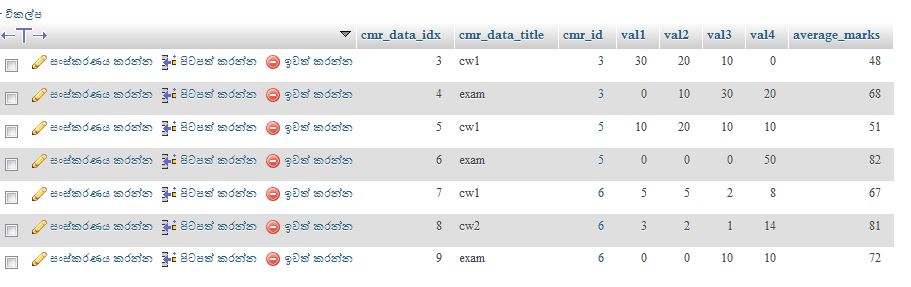 + විකල්ප
←T→ cmr_data_idx cmr_data_title cmr_id val1 val2 val3 val4 average_marks
සංස්කරණය කරන්න පිටපත් කරන්න ඉවත් කරන්න 3 cw1 3 30 20 10 0 48
සංස්කරණය කරන්න පිටපත් කරන්න ඉවත් කරන්න 4 exam 3 0 10 30 20 68
සංස්කරණය කරන්න පිටපත් කරන්න ඉවත් කරන්න 5 cw1 5 10 20 10 10 51
සංස්කරණය කරන්න පිටපත් කරන්න ඉවත් කරන්න 6 exam 5 0 0 0 50 82
සංස්කරණය කරන්න පිටපත් කරන්න ඉවත් කරන්න 7 cw1 6 5 5 2 8 67
සංස්කරණය කරන්න පිටපත් කරන්න ඉවත් කරන්න 8 cw2 6 3 2 1 14 81
සංස්කරණය කරන්න පිටපත් කරන්න ඉවත් කරන්න 9 exam 6 0 0 10 10 72